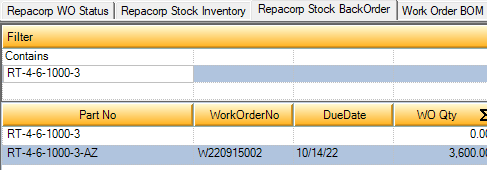 Repacorp WO Status Repacorp Stock Inventory Repacorp Stock BackOrder Work Order BOM
Filter
Contains
RT-4-6-1000-3
Part No WorkOrderNo DueDate WO Qty Σ
RT-4-6-1000-3 0.00
RT-4-6-1000-3-AZ W220915002 10/14/22 3,600.00